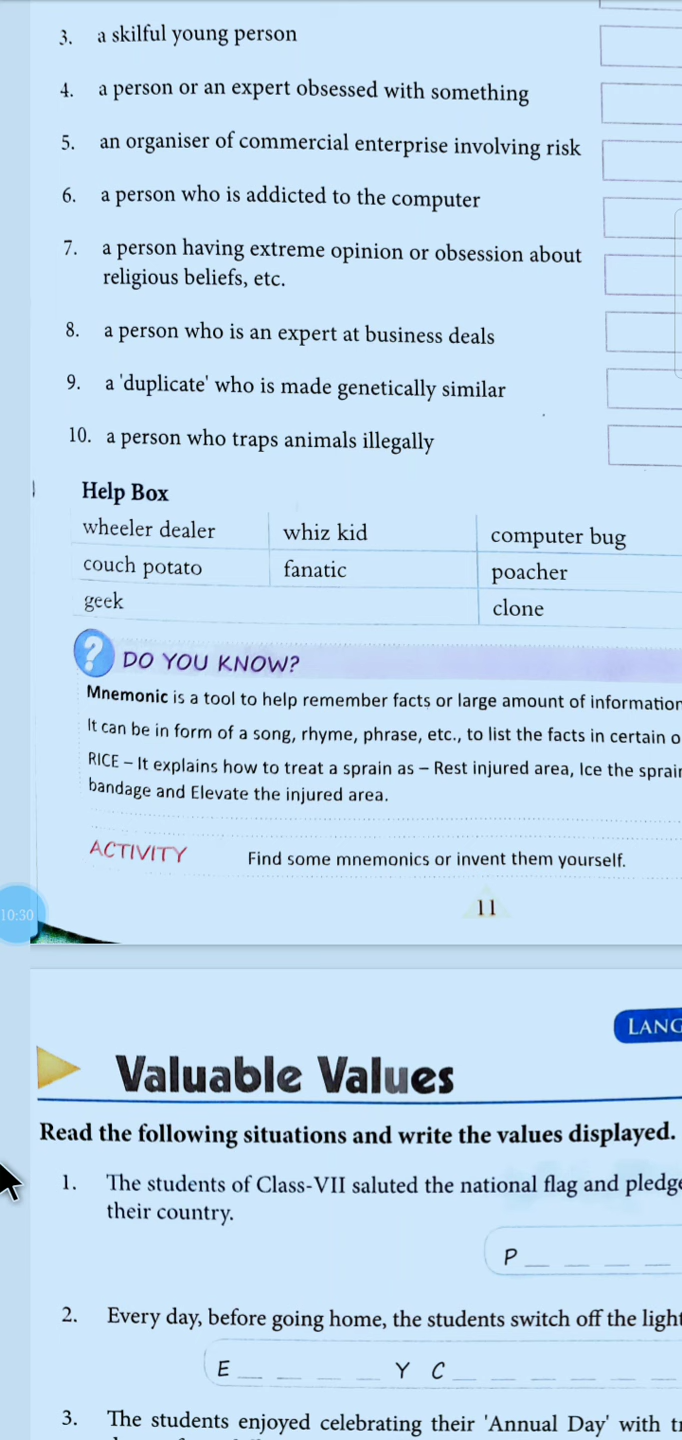 3. a skilful young person
4. a person or an expert obsessed with something
5. an organiser of commercial enterprise involving risk
6. a person who is addicted to the computer
7. a person having extreme opinion or obsession about
religious beliefs, etc.
8. a person who is an expert at business deals
9. a 'duplicate' who is made genetically similar
10. a person who traps animals illegally
Help Box
wheeler dealer whiz kid computer bug
couch potato fanatic poacher
geek clone
? DO YOU KNOW?
Mnemonic is a tool to help remember facts or large amount of information
It can be in form of a song, rhyme, phrase, etc., to list the facts in certain
RICE – It explains how to treat a sprain as – Rest injured area, Ice the
bandage and Elevate the injured area.
ACTIVITY Find some mnemonics or invent them yourself.
11
10:30
LANG
Valuable Values
Read the following situations and write the values displayed.
1. The students of Class-VII saluted the national flag and
their country.
P _ _ _ _
2. Every day, before going home, the students switch off the
E _ _ _ _ Y C _ _ _ _ _ _
3. The students enjoyed celebrating their 'Annual Day' with